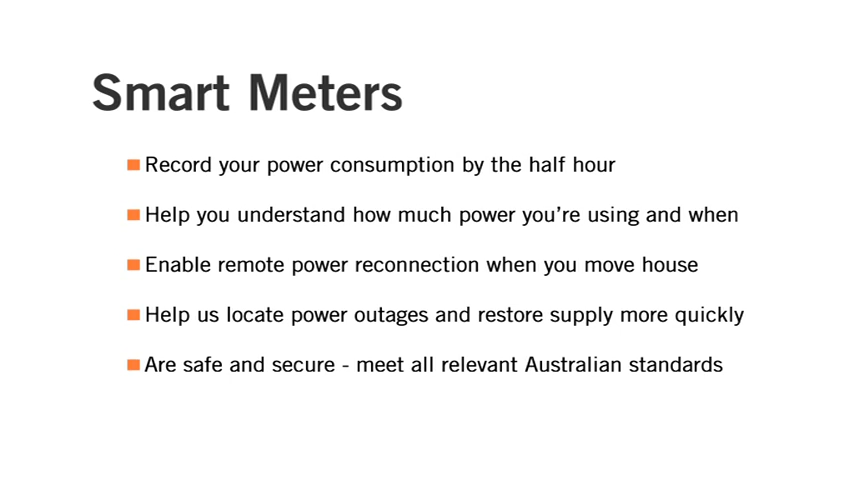 Smart Meters
Record your power consumption by the half hour
Help you understand how much power you're using and when
Enable remote power reconnection when you move house
Help us locate power outages and restore supply more quickly
Are safe and secure - meet all relevant Australian standards